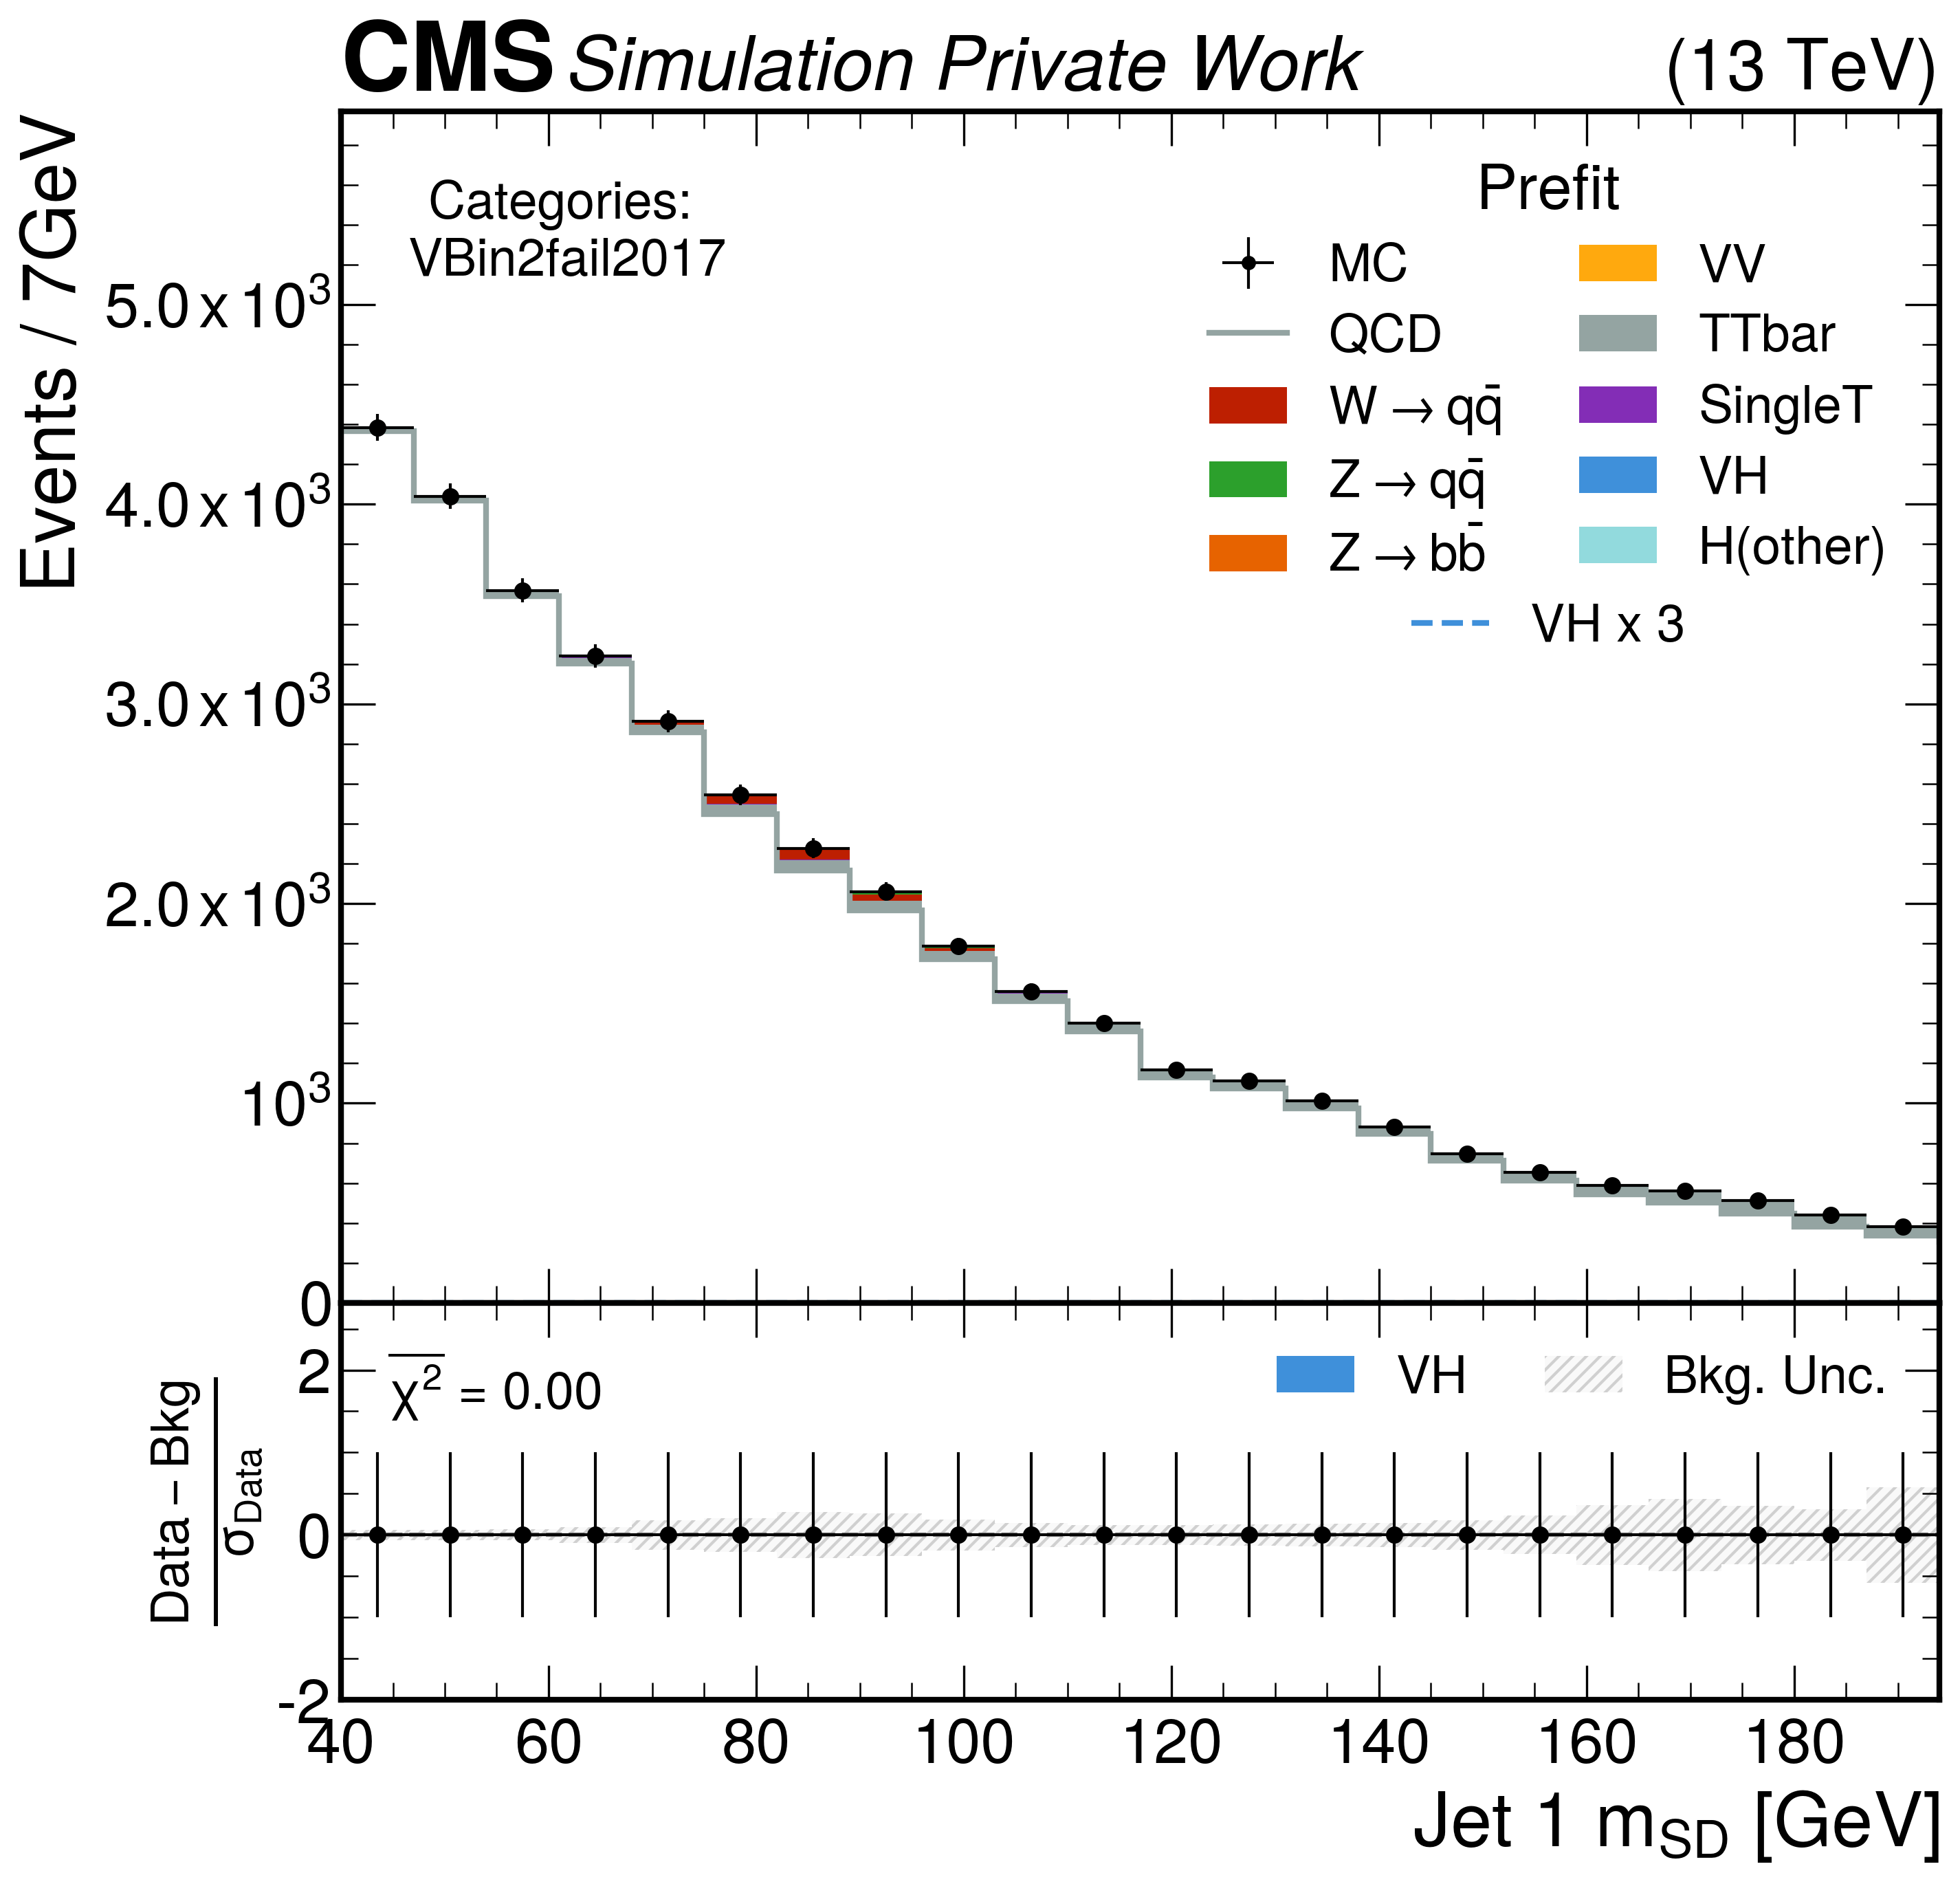 CMS Simulation Private Work (13 TeV)
Events / 7GeV
Categories:
VBin2fail2017
Prefit
MC
QCD
W → qq̄
Z → qq̄
Z → bb̄
VV
TTbar
SingleT
VH
H(other)
VH x 3
5.0 x 10³
4.0 x 10³
3.0 x 10³
2.0 x 10³
10³
0
Data − Bkg
σ_Data
2
0
-2
χ̅² = 0.00
VH
Bkg. Unc.
40 60 80 100 120 140 160 180
Jet 1 m_SD [GeV]